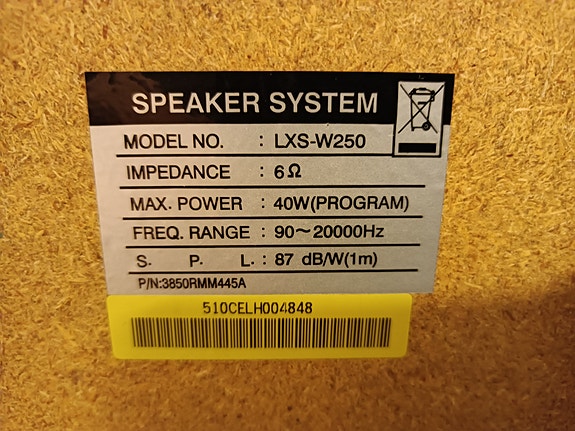 SPEAKER SYSTEM
MODEL NO. : LXS-W250
IMPEDANCE : 6Ω
MAX. POWER : 40W(PROGRAM)
FREQ. RANGE : 90～20000Hz
S. P. L. : 87 dB/W(1m)
P/N:3850RMM445A
510CELH004848